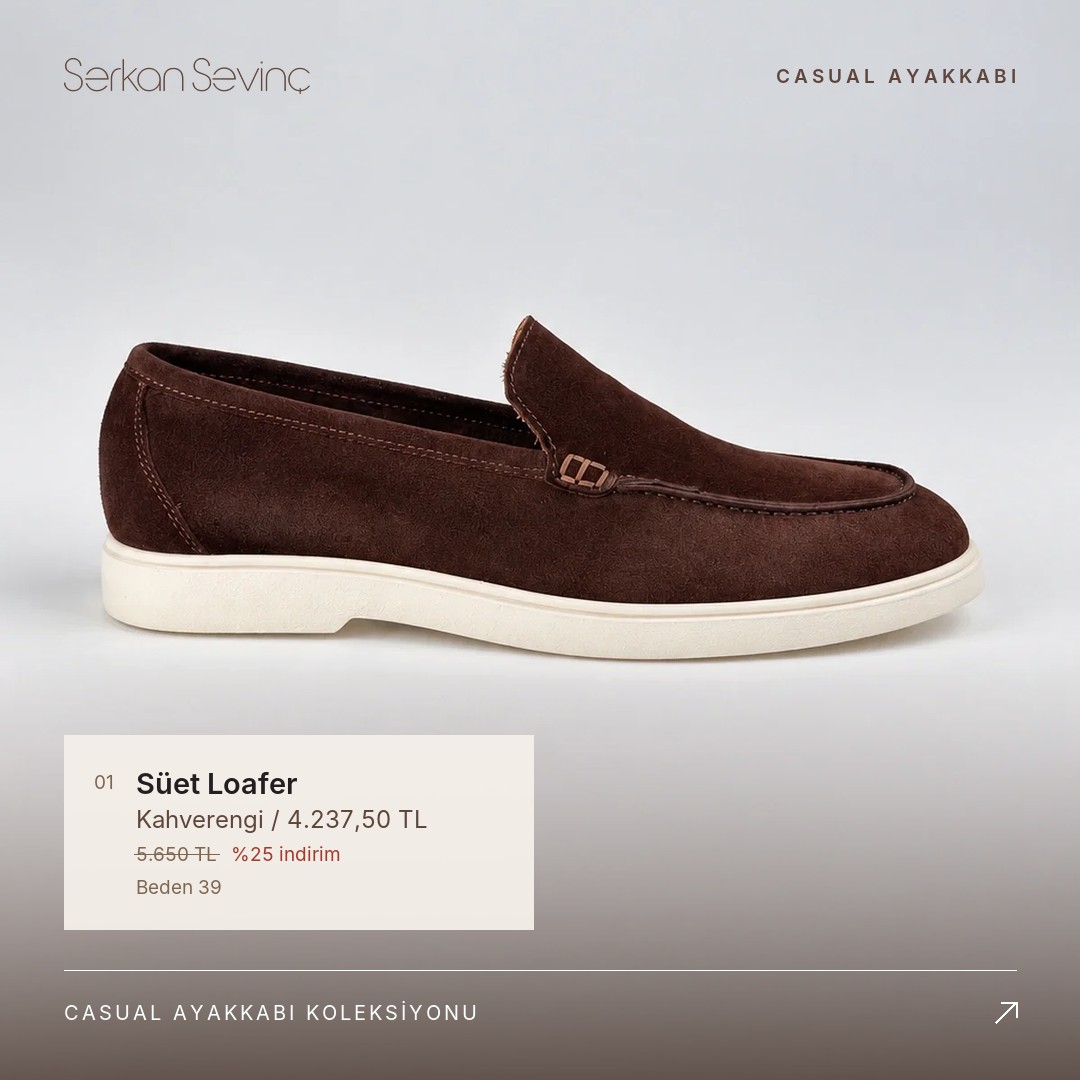 Serkan Sevinç
CASUAL AYAKKABI
01
Süet Loafer
Kahverengi / 4.237,50 TL
5.650 TL %25 indirim
Beden 39
CASUAL AYAKKABI KOLEKSİYONU